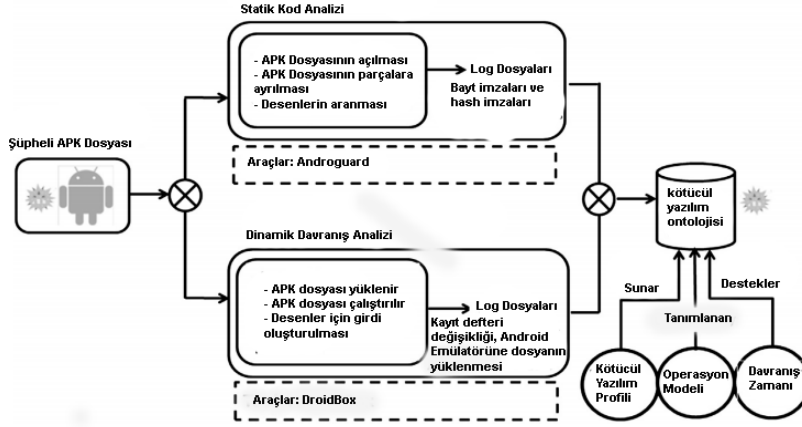 Statik Kod Analizi
- APK Dosyasının açılması
- APK Dosyasının parçalara
ayrılması
- Desenlerin aranması
Log Dosyaları
Bayt imzaları ve
hash imzaları
Araçlar: Androguard
Şüpheli APK Dosyası
kötücül
yazılım
ontolojisi
Dinamik Davranış Analizi
- APK dosyası yüklenir
- APK dosyası çalıştırılır
- Desenler için girdi
oluşturulması
Log Dosyaları
Kayıt defteri
değişikliği, Android
Emülatörüne dosyanın
yüklenmesi
Araçlar: DroidBox
Sunar
Destekler
Tanımlanan
Kötücül
Yazılım
Profili
Operasyon
Modeli
Davranış
Zamanı